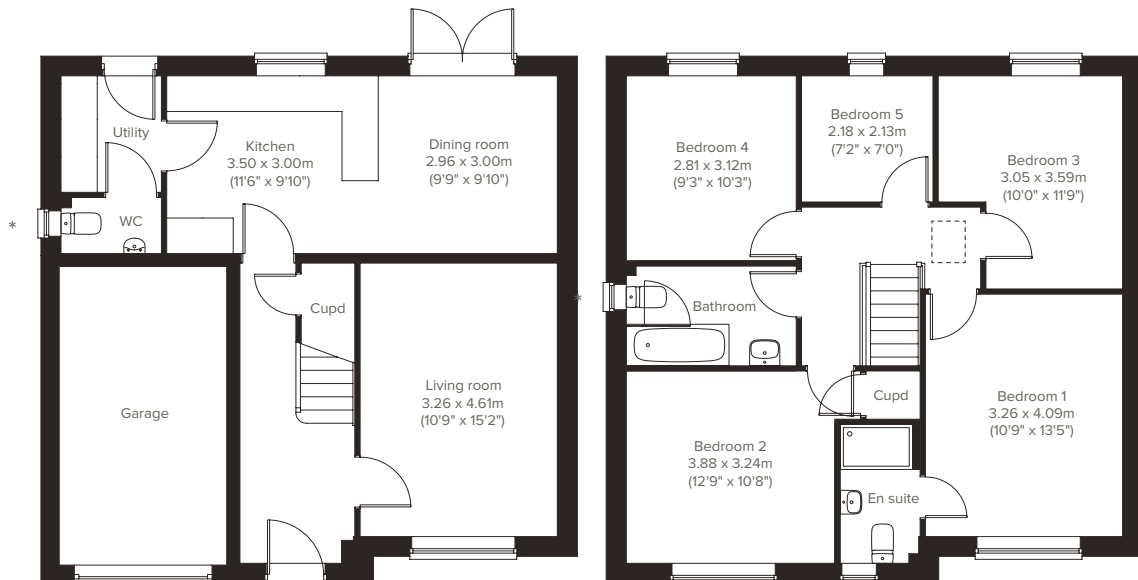 Utility
Kitchen
3.50 x 3.00m
(11'6" x 9'10")
Dining room
2.96 x 3.00m
(9'9" x 9'10")
*
WC
Cupd
Garage
Living room
3.26 x 4.61m
(10'9" x 15'2")
Bedroom 4
2.81 x 3.12m
(9'3" x 10'3")
Bedroom 5
2.18 x 2.13m
(7'2" x 7'0")
Bedroom 3
3.05 x 3.59m
(10'0" x 11'9")
*
Bathroom
Cupd
Bedroom 1
3.26 x 4.09m
(10'9" x 13'5")
Bedroom 2
3.88 x 3.24m
(12'9" x 10'8")
En suite